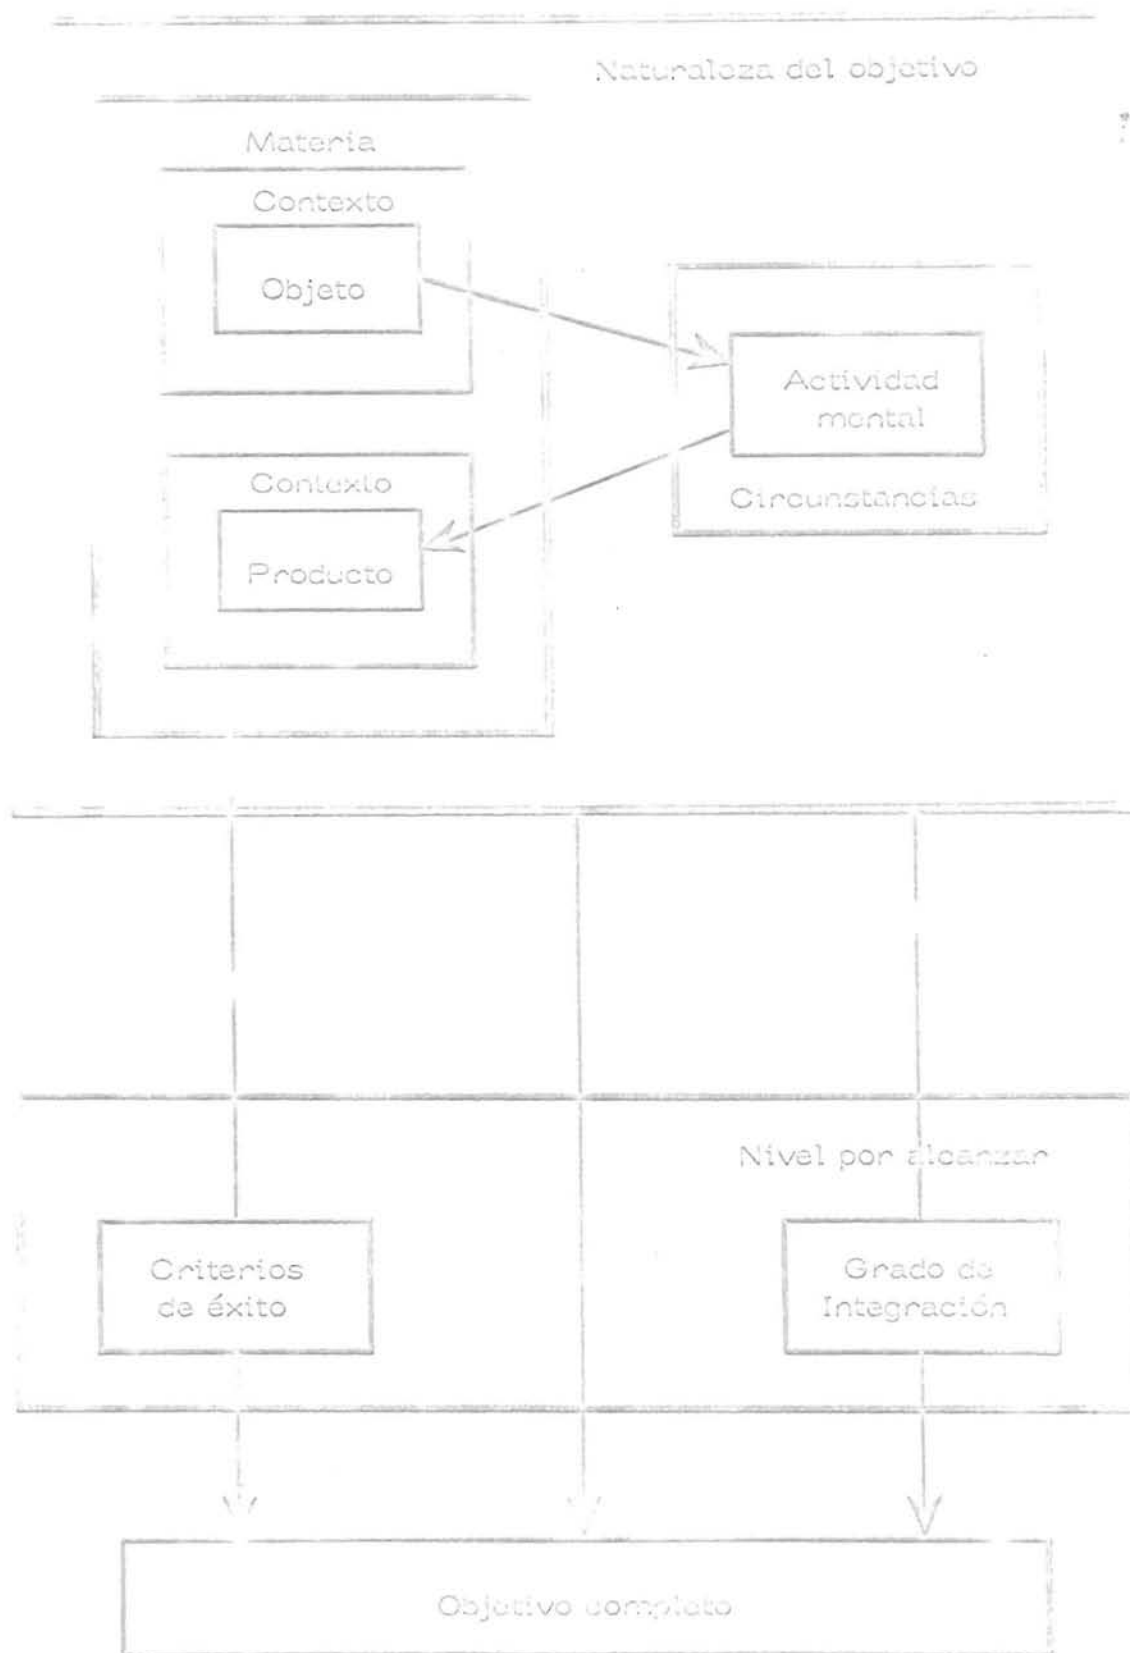 Naturaleza del objetivo
Materia
Contexto
Objeto
Actividad
mental
Circunstancias
Contexto
Producto
Nivel por alcanzar
Criterios
de éxito
Grado de
Integración
Objetivo completo